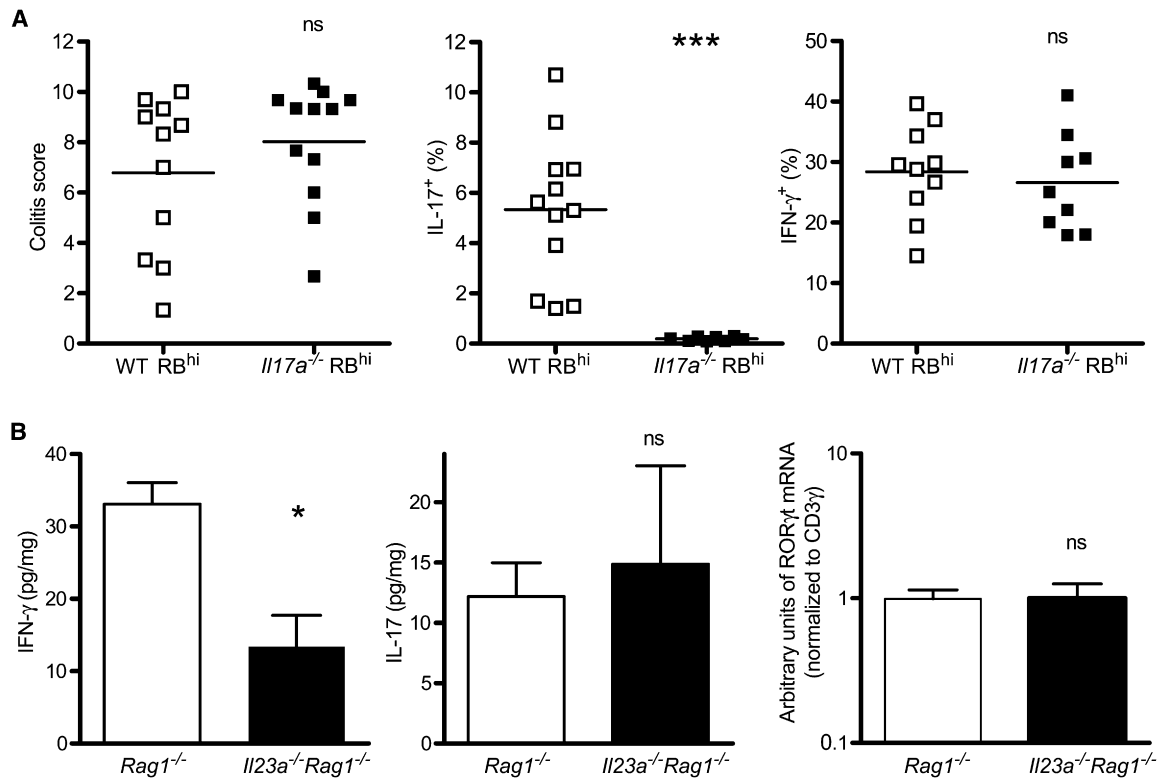 A
ns
12
10
8
6
4
2
0
Colitis score
WT RBhi
Il17a-/- RBhi
***
12
10
8
6
4
2
0
IL-17+ (%)
WT RBhi
Il17a-/- RBhi
ns
50
40
30
20
10
0
IFN-γ+ (%)
WT RBhi
Il17a-/- RBhi
B
40
30
20
10
0
IFN-γ (pg/mg)
*
Rag1-/-
Il23a-/-Rag1-/-
ns
20
15
10
5
0
IL-17 (pg/mg)
Rag1-/-
Il23a-/-Rag1-/-
10
1
0.1
Arbitrary units of RORγt mRNA
(normalized to CD3γ)
ns
Rag1-/-
Il23a-/-Rag1-/-